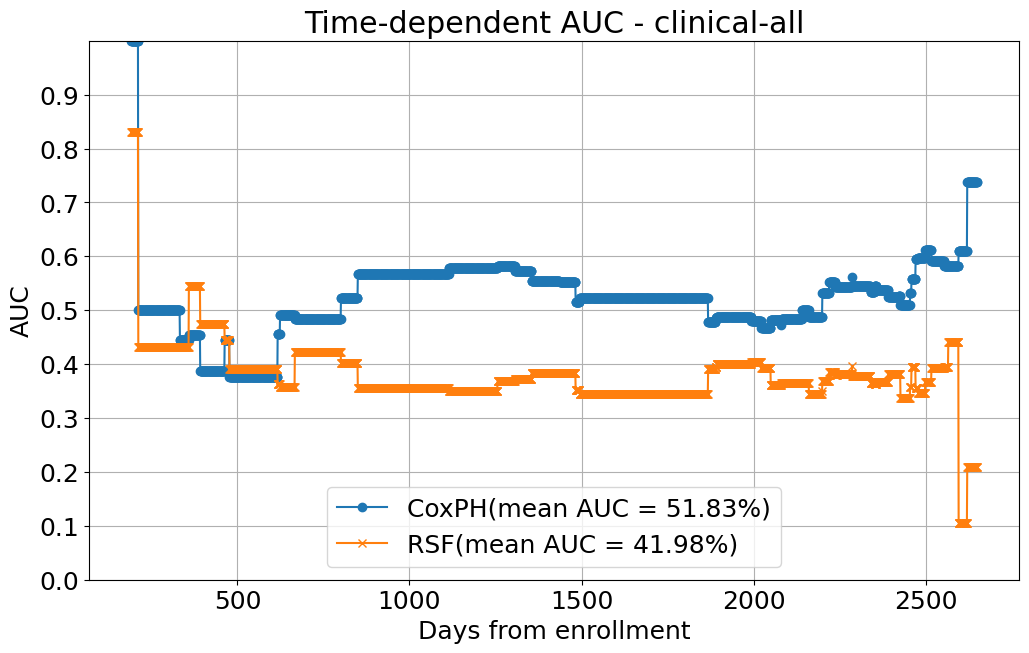 Time-dependent AUC - clinical-all
AUC
0.9
0.8
0.7
0.6
0.5
0.4
0.3
0.2
0.1
0.0
CoxPH(mean AUC = 51.83%)
RSF(mean AUC = 41.98%)
500 1000 1500 2000 2500
Days from enrollment